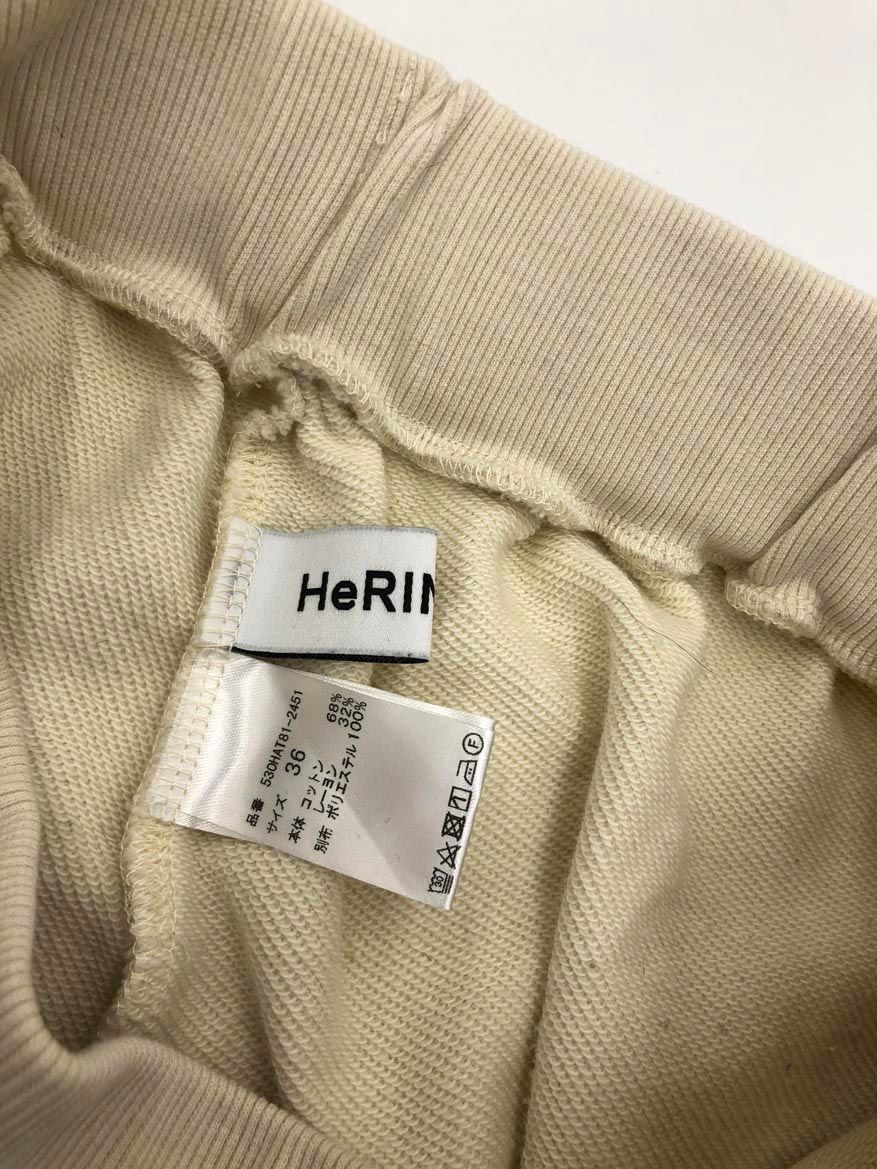 HeRIN
品番 530HAT81-2451
サイズ 36
本体 コットン 68%
レーヨン 32%
別布 ポリエステル 100%
30
F